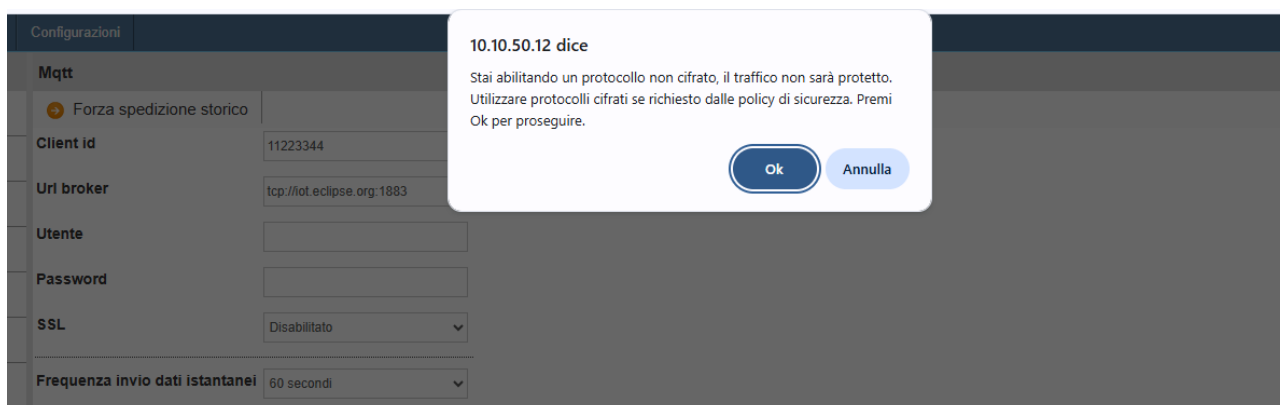 Configurazioni
10.10.50.12 dice
Stai abilitando un protocollo non cifrato, il traffico non sarà protetto.
Utilizzare protocolli cifrati se richiesto dalle policy di sicurezza. Premi
Ok per proseguire.
Ok
Annulla
Mqtt
Forza spedizione storico
Client id
11223344
Url broker
tcp://iot.eclipse.org:1883
Utente
Password
SSL
Disabilitato
Frequenza invio dati istantanei
60 secondi